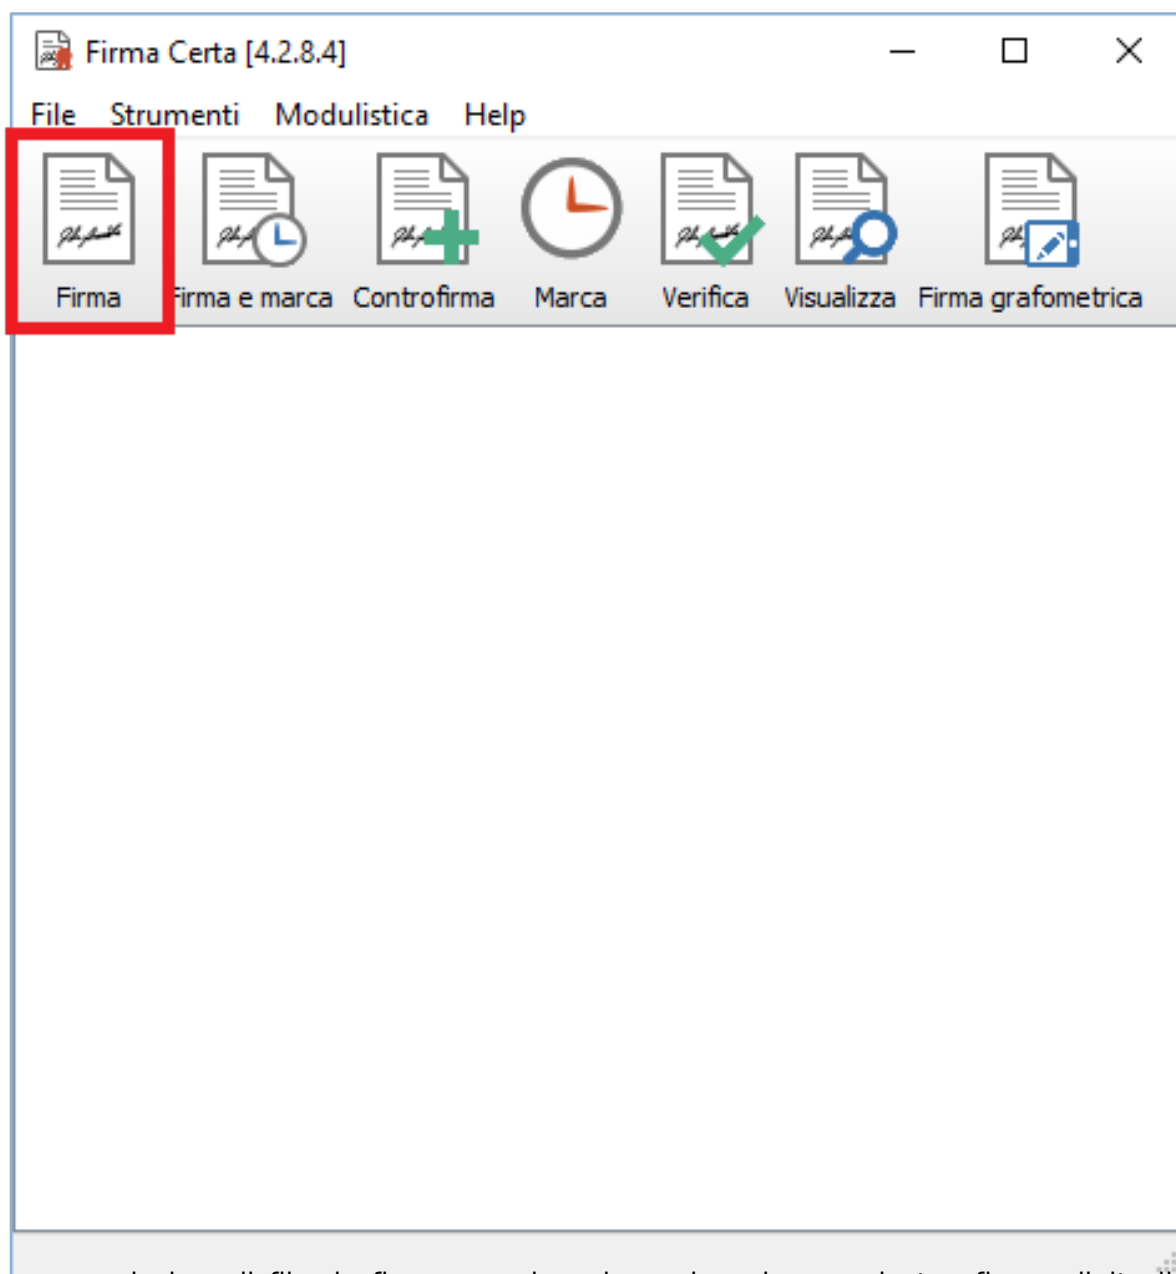 Firma Certa [4.2.8.4]
File Strumenti Modulistica Help
Firma Firma e marca Controfirma Marca Verifica Visualizza Firma grafometrica